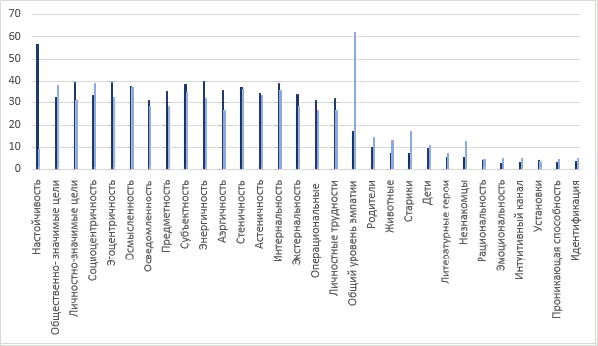 70
60
50
40
30
20
10
0
Настойчивость
Общественно- значимые цели
Личностно-значимые цели
Социоцентричность
Эгоцентричность
Осмысленность
Осведомленность
Предметность
Субъектность
Энергичность
Аэргичность
Стеничность
Астеничность
Интернальность
Экстернальность
Операциональные
Личностные трудности
Общий уровень эмпатии
Родители
Животные
Старики
Дети
Литературные герои
Незнакомцы
Рациональность
Эмоциональность
Интуитивный канал
Установки
Проникающая способность
Идентификация